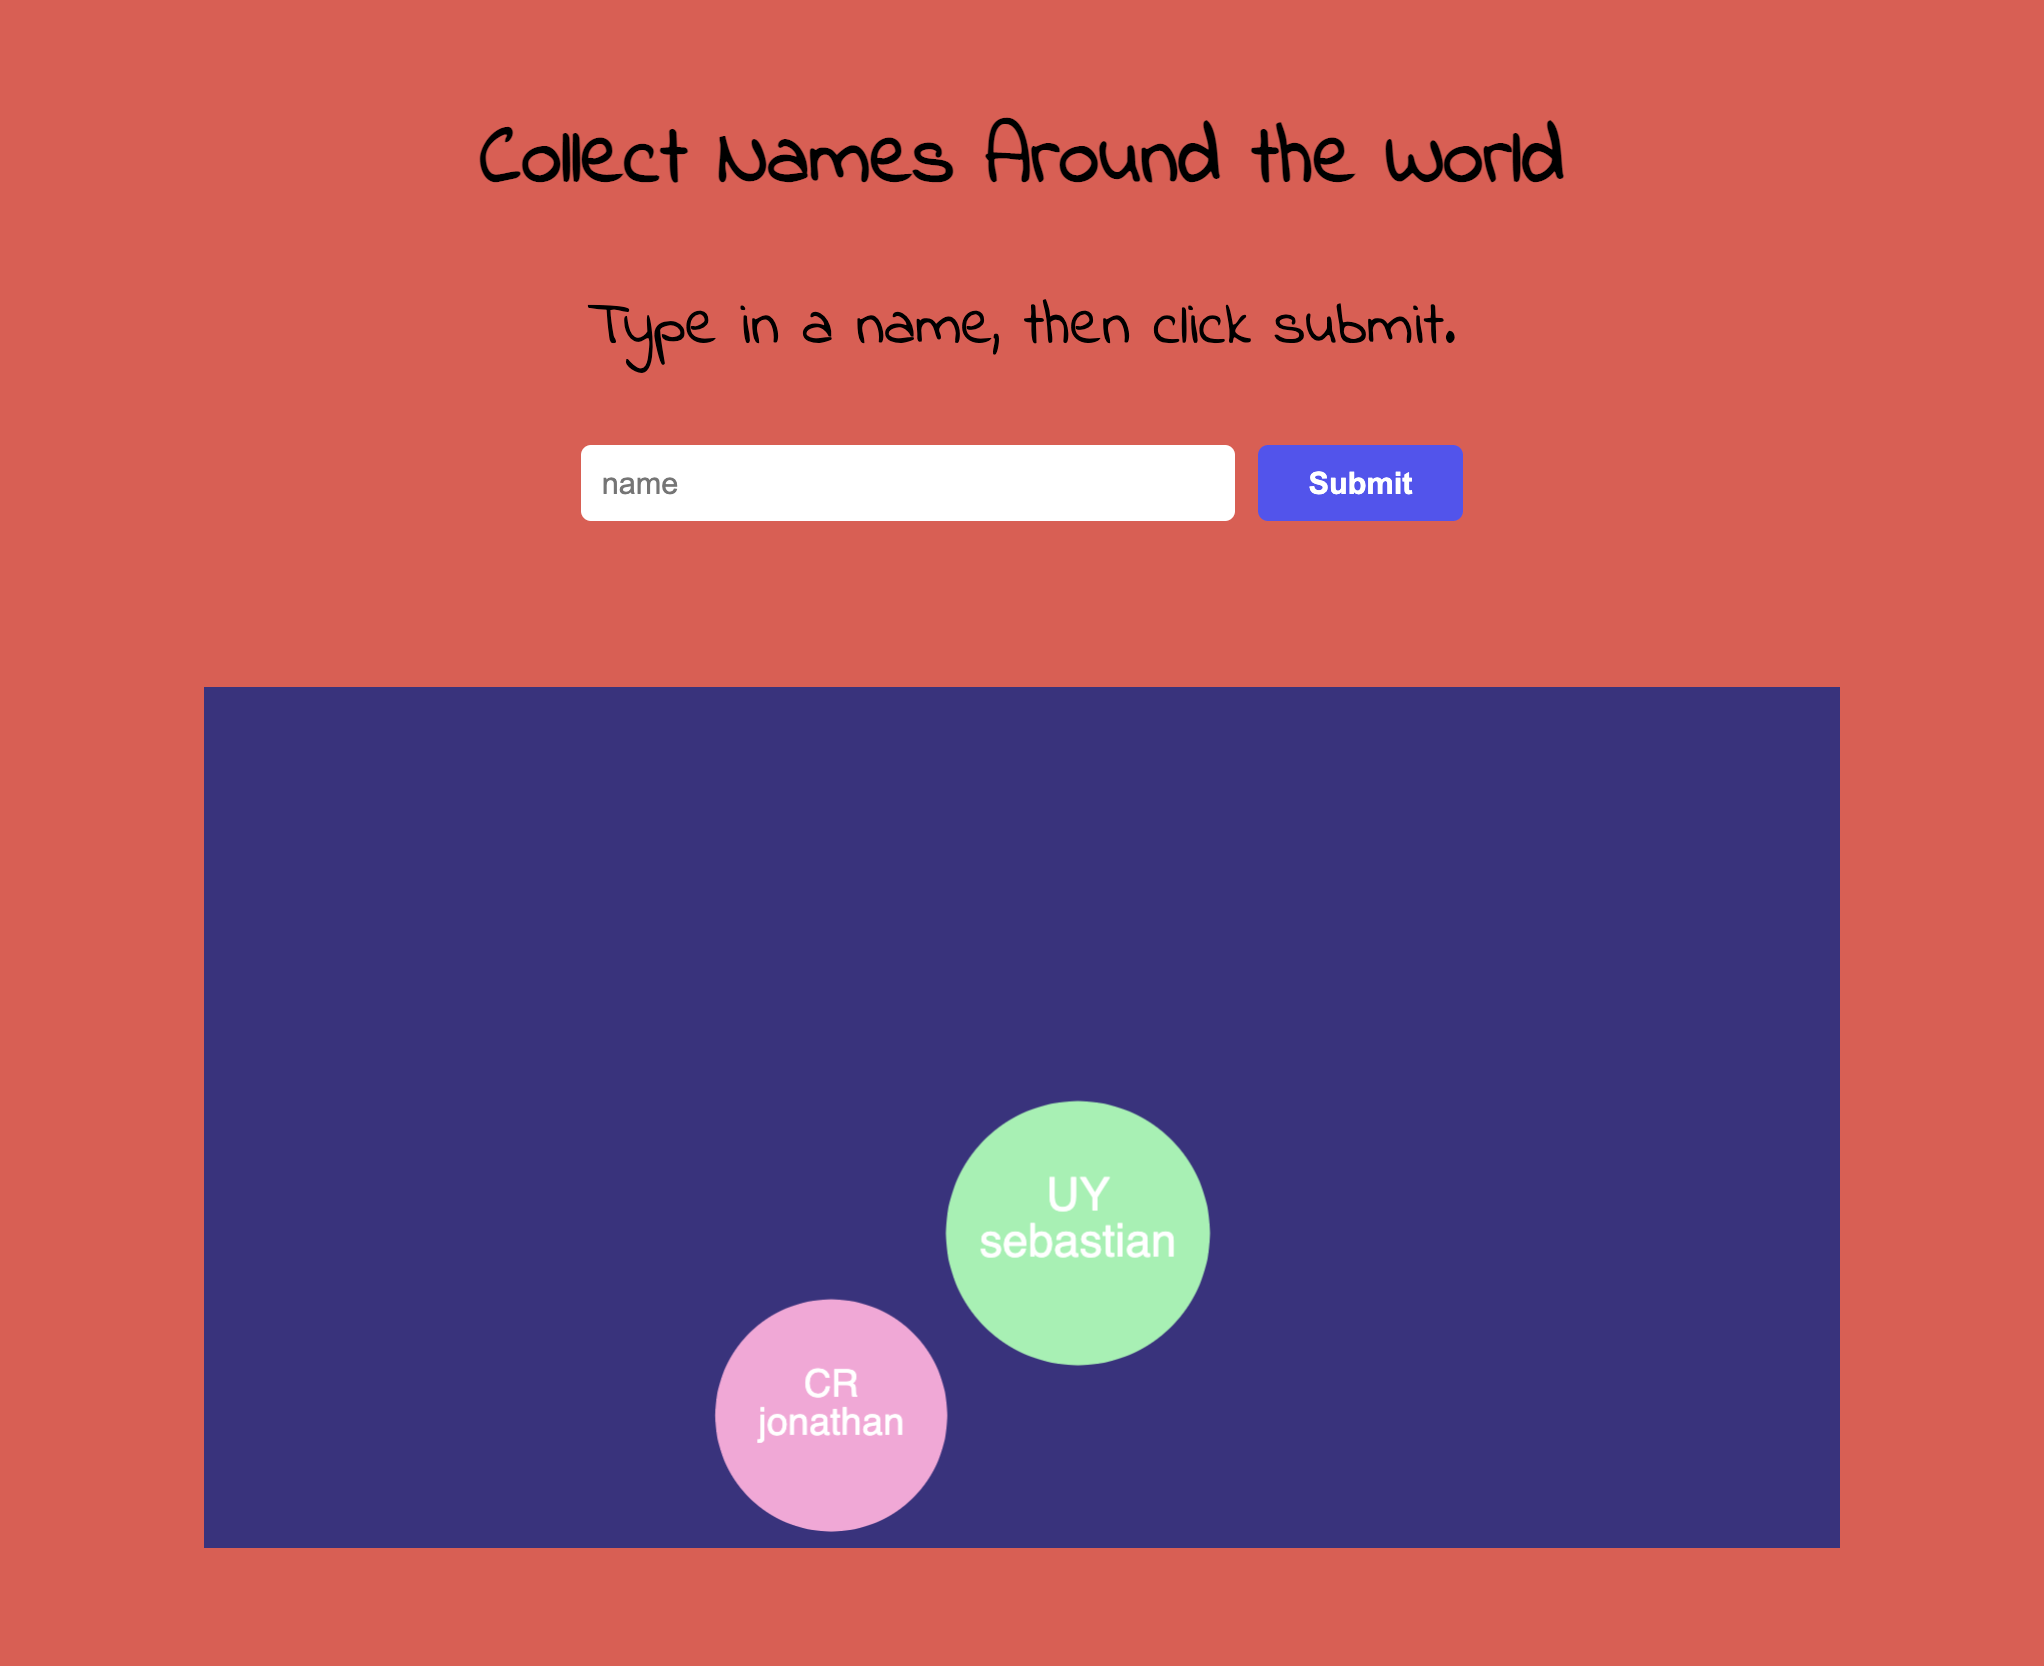 Collect Names Around the World
Type in a name, then click submit.
name
Submit
UY
sebastian
CR
jonathan